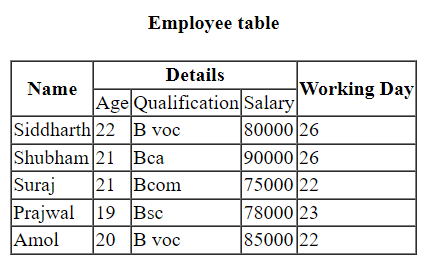 Employee table
Name Details Working Day
Age Qualification Salary
Siddharth 22 B voc 80000 26
Shubham 21 Bca 90000 26
Suraj 21 Bcom 75000 22
Prajwal 19 Bsc 78000 23
Amol 20 B voc 85000 22